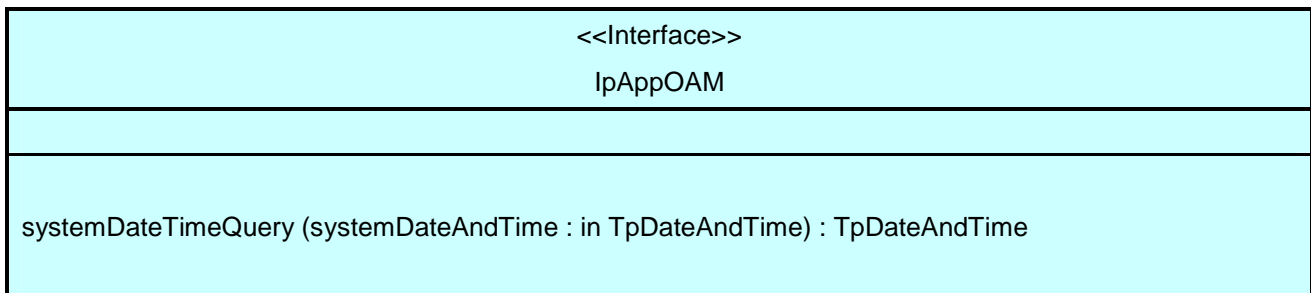 <<Interface>>
IpAppOAM
systemDateTimeQuery (systemDateAndTime : in TpDateAndTime) : TpDateAndTime